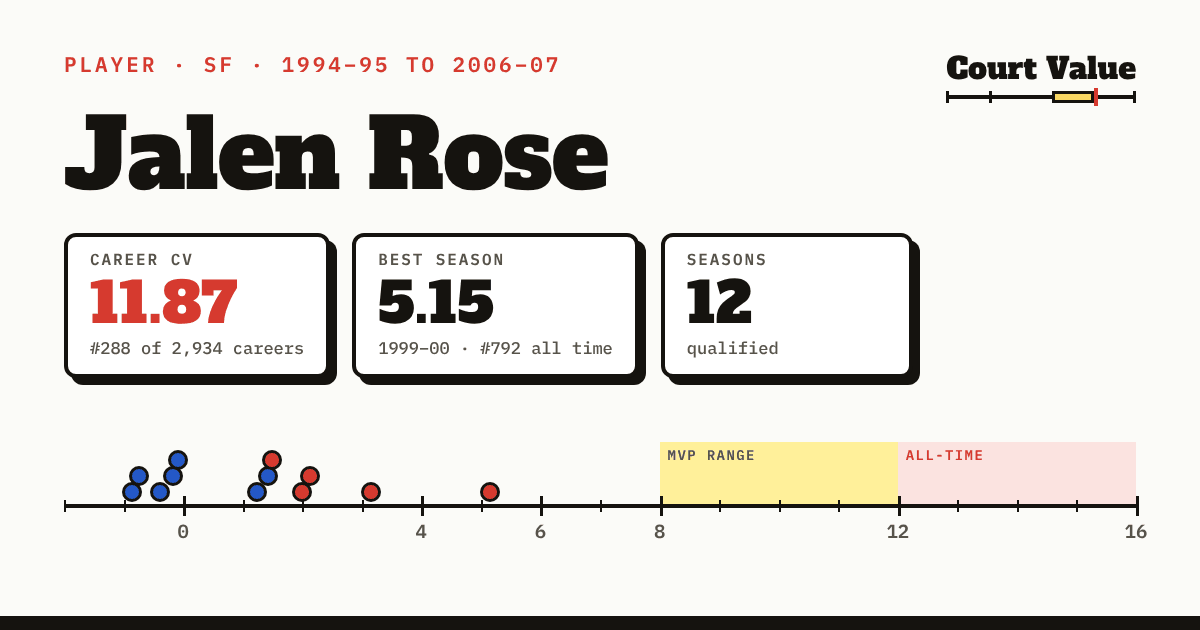 PLAYER · SF · 1994–95 TO 2006–07
Court Value
Jalen Rose
CAREER CV
11.87
#288 of 2,934 careers
BEST SEASON
5.15
1999–00 · #792 all time
SEASONS
12
qualified
MVP RANGE
ALL-TIME
0 4 6 8 12 16